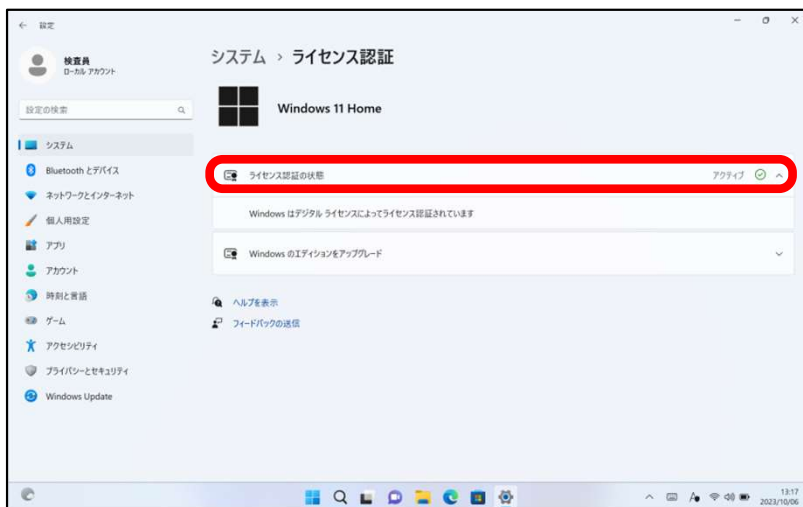 設定
検査員
ローカル アカウント
設定の検索
システム
Bluetooth とデバイス
ネットワークとインターネット
個人用設定
アプリ
アカウント
時刻と言語
ゲーム
アクセシビリティ
プライバシーとセキュリティ
Windows Update
システム › ライセンス認証
Windows 11 Home
ライセンス認証の状態 アクティブ
Windows はデジタル ライセンスによってライセンス認証されています
Windows のエディションをアップグレード
ヘルプを表示
フィードバックの送信
A
13:17
2023/10/06